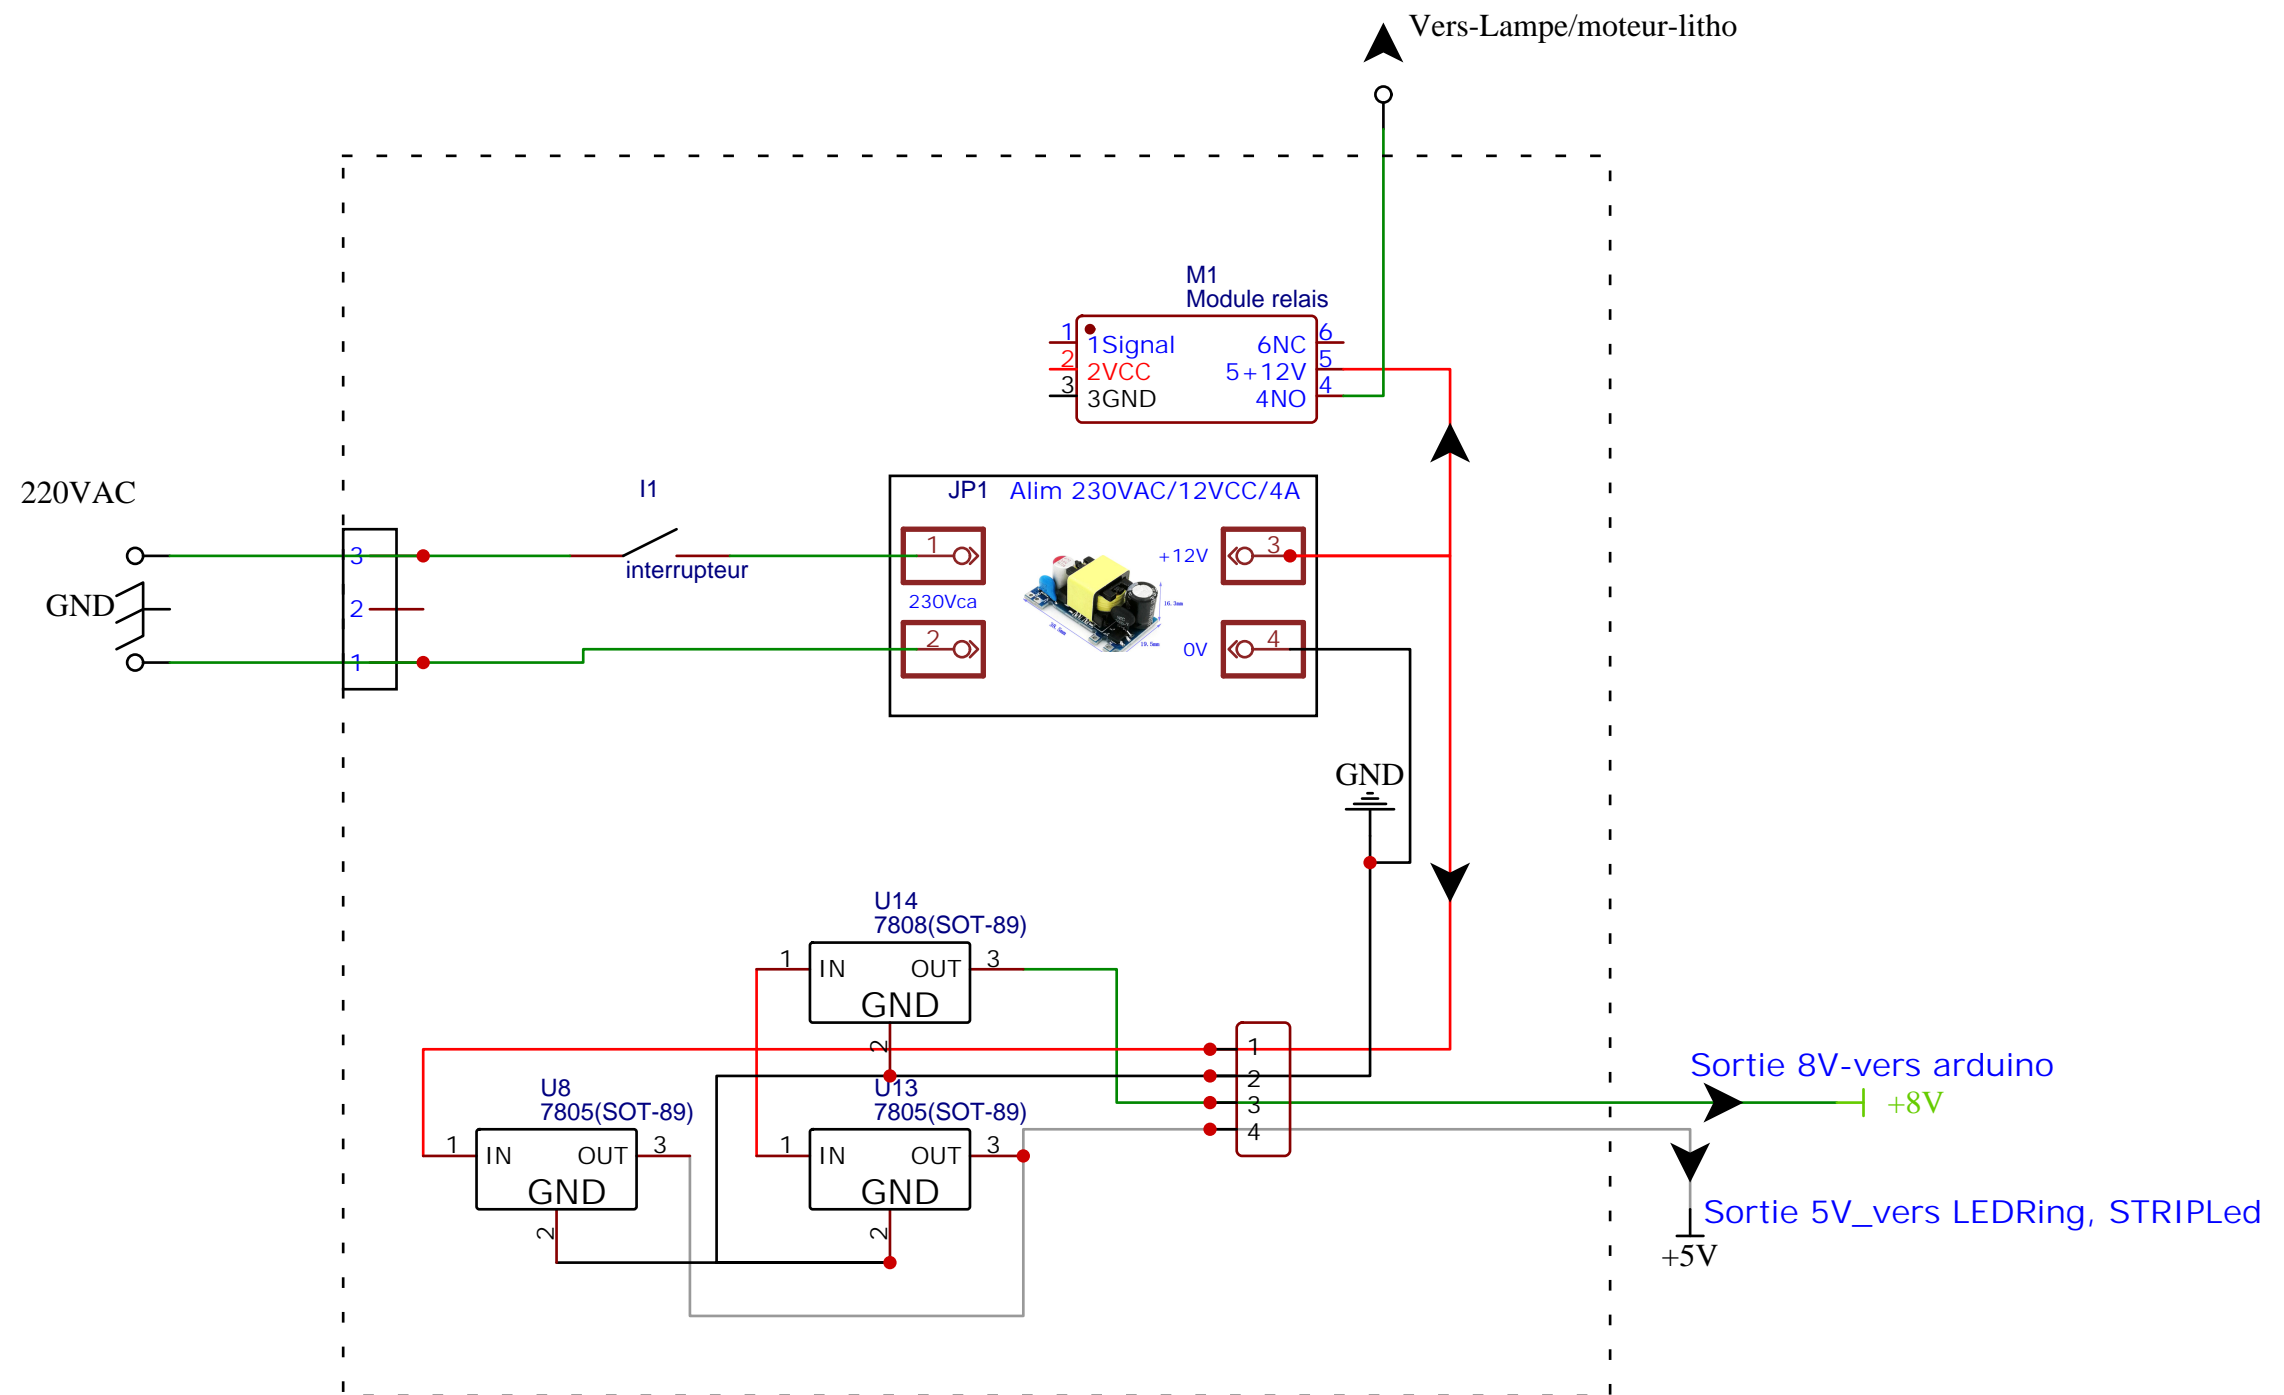 Vers-Lampe/moteur-litho
M1
Module relais
1
1Signal
6NC
6
2
2VCC
5+12V
5
3
3GND
4NO
4
220VAC
I1
JP1
Alim 230VAC/12VCC/4A
3
interrupteur
1
+12V
3
GND
2
230Vca
16.3mm
1
2
0V
4
19.5mm
GND
U14
7808(SOT-89)
1
IN
OUT
3
GND
2
1
2
3
4
Sortie 8V-vers arduino
+8V
U8
7805(SOT-89)
U13
7805(SOT-89)
1
IN
OUT
3
GND
2
1
IN
OUT
3
GND
2
Sortie 5V_vers LEDRing, STRIPLed
+5V